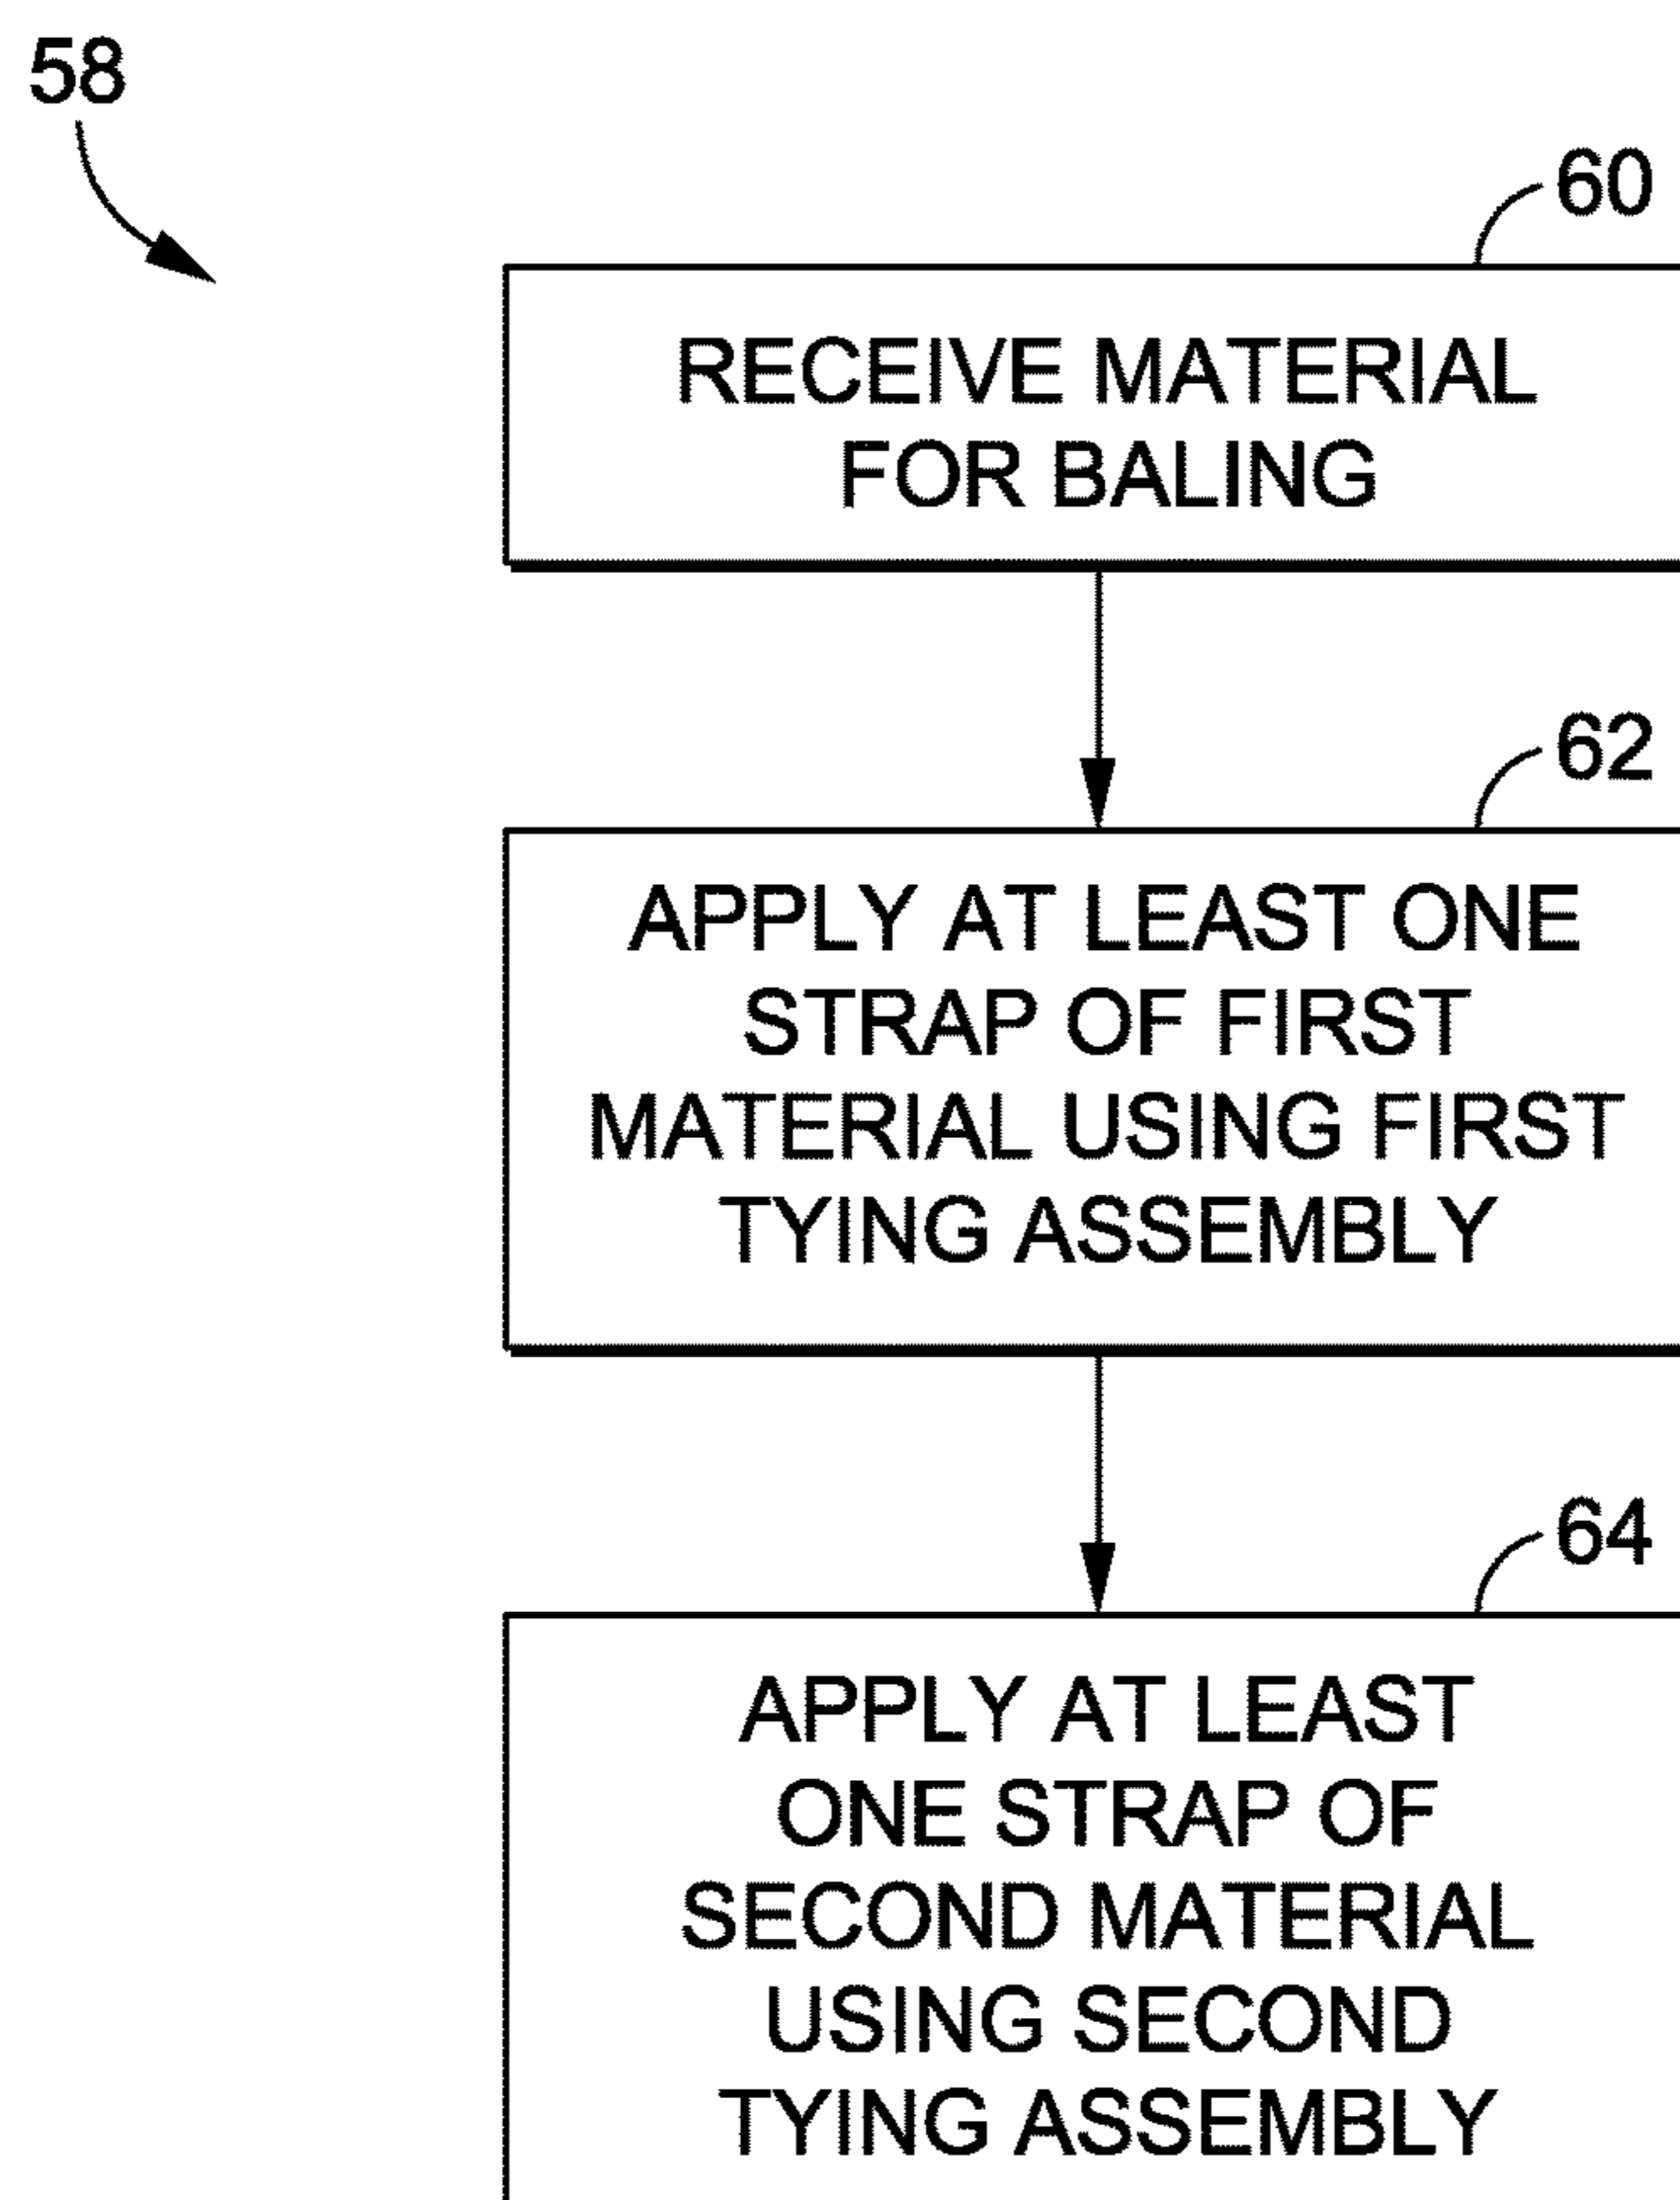 58
60
RECEIVE MATERIAL
FOR BALING
62
APPLY AT LEAST ONE
STRAP OF FIRST
MATERIAL USING FIRST
TYING ASSEMBLY
64
APPLY AT LEAST
ONE STRAP OF
SECOND MATERIAL
USING SECOND
TYING ASSEMBLY